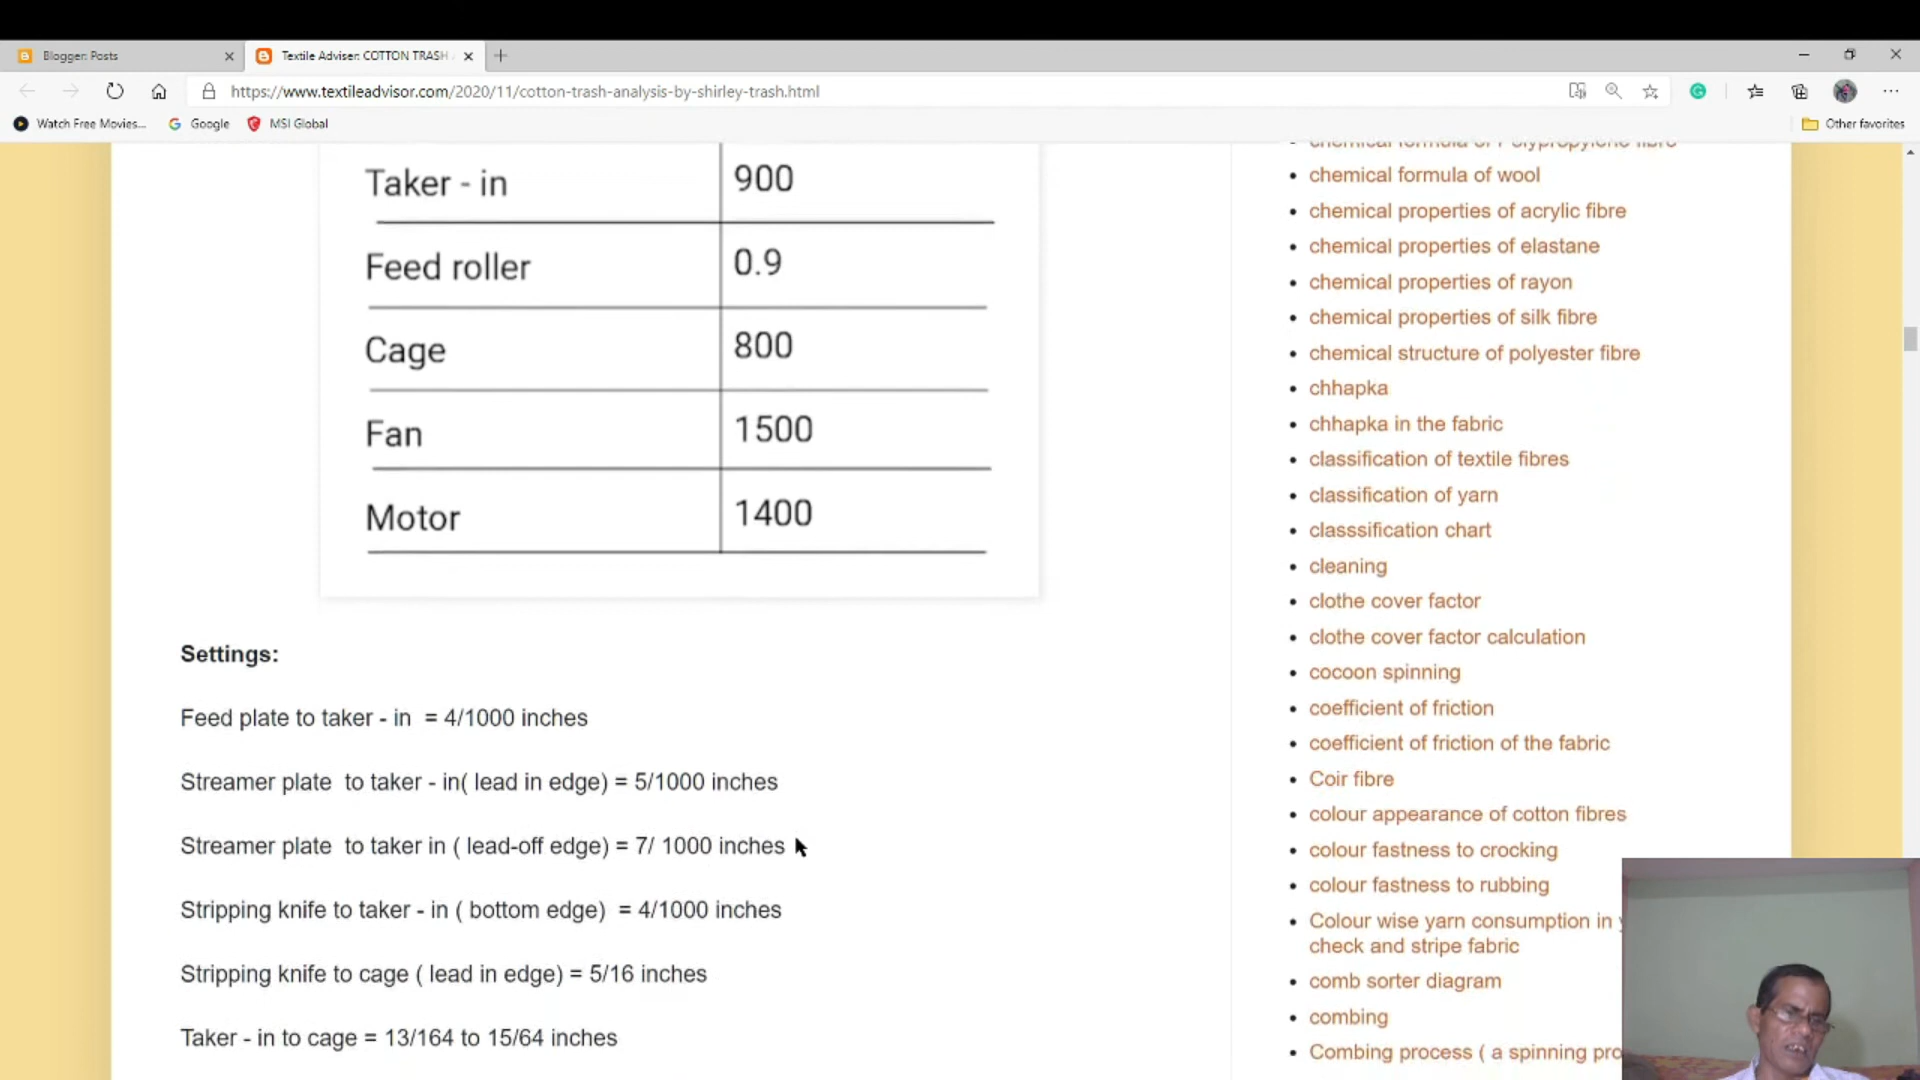 Blogger: Posts
Textile Adviser: COTTON TRASH
https://www.textileadvisor.com/2020/11/cotton-trash-analysis-by-shirley-trash.html
Watch Free Movies...
Google
MSI Global
Other favorites
Taker - in 900
Feed roller 0.9
Cage 800
Fan 1500
Motor 1400
Settings:
Feed plate to taker - in = 4/1000 inches
Streamer plate to taker - in( lead in edge) = 5/1000 inches
Streamer plate to taker in ( lead-off edge) = 7/ 1000 inches
Stripping knife to taker - in ( bottom edge) = 4/1000 inches
Stripping knife to cage ( lead in edge) = 5/16 inches
Taker - in to cage = 13/164 to 15/64 inches
chemical formula of Polypropylene fibre
chemical formula of wool
chemical properties of acrylic fibre
chemical properties of elastane
chemical properties of rayon
chemical properties of silk fibre
chemical structure of polyester fibre
chhapka
chhapka in the fabric
classification of textile fibres
classification of yarn
classsification chart
cleaning
clothe cover factor
clothe cover factor calculation
cocoon spinning
coefficient of friction
coefficient of friction of the fabric
Coir fibre
colour appearance of cotton fibres
colour fastness to crocking
colour fastness to rubbing
Colour wise yarn consumption in
check and stripe fabric
comb sorter diagram
combing
Combing process ( a spinning pro